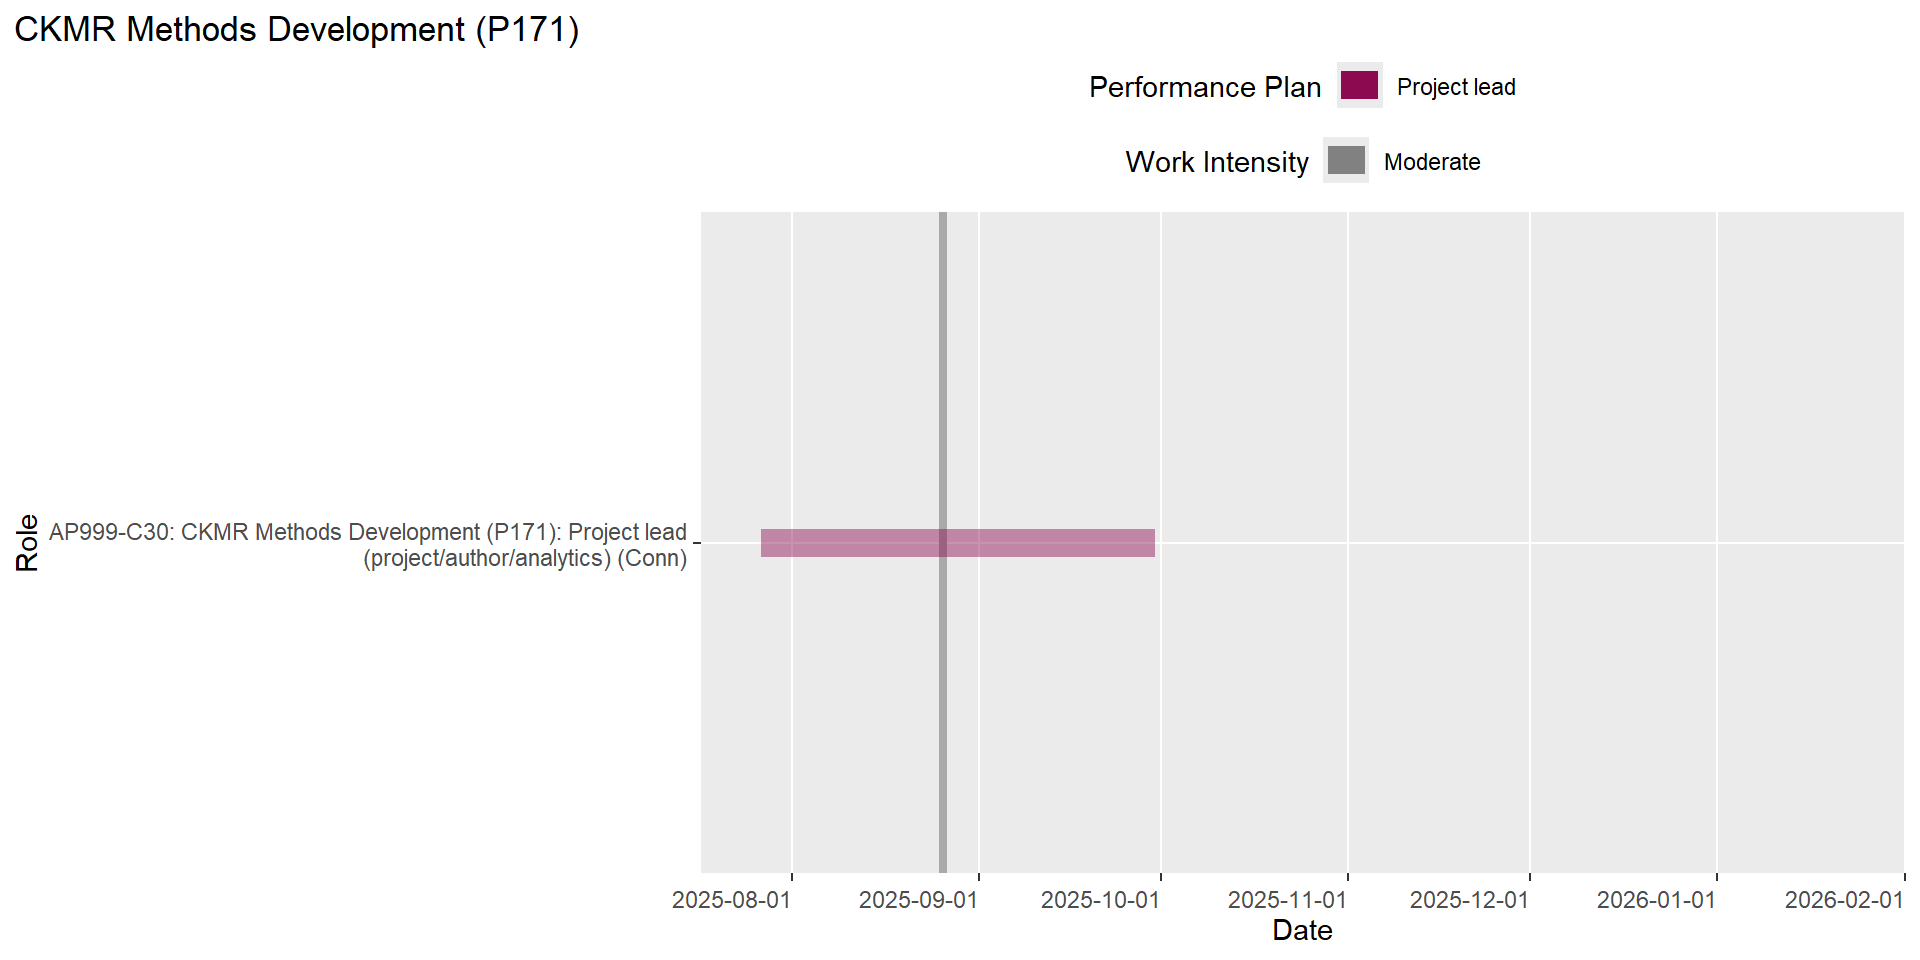 CKMR Methods Development (P171)
Performance Plan Project lead
Work Intensity Moderate
Role
AP999-C30: CKMR Methods Development (P171): Project lead
(project/author/analytics) (Conn)
2025-08-01 2025-09-01 2025-10-01 2025-11-01 2025-12-01 2026-01-01 2026-02-01
Date